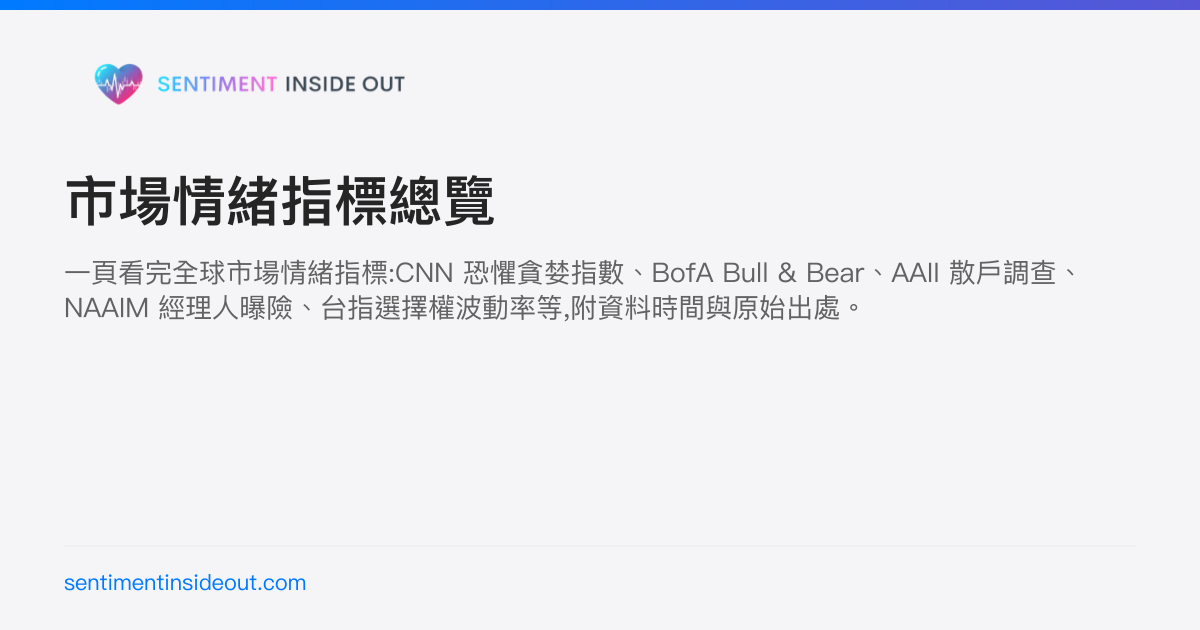 SENTIMENT INSIDE OUT
市場情緒指標總覽
一頁看完全球市場情緒指標:CNN 恐懼貪婪指數、BofA Bull & Bear、AAII 散戶調查、
NAAIM 經理人曝險、台指選擇權波動率等,附資料時間與原始出處。
sentimentinsideout.com